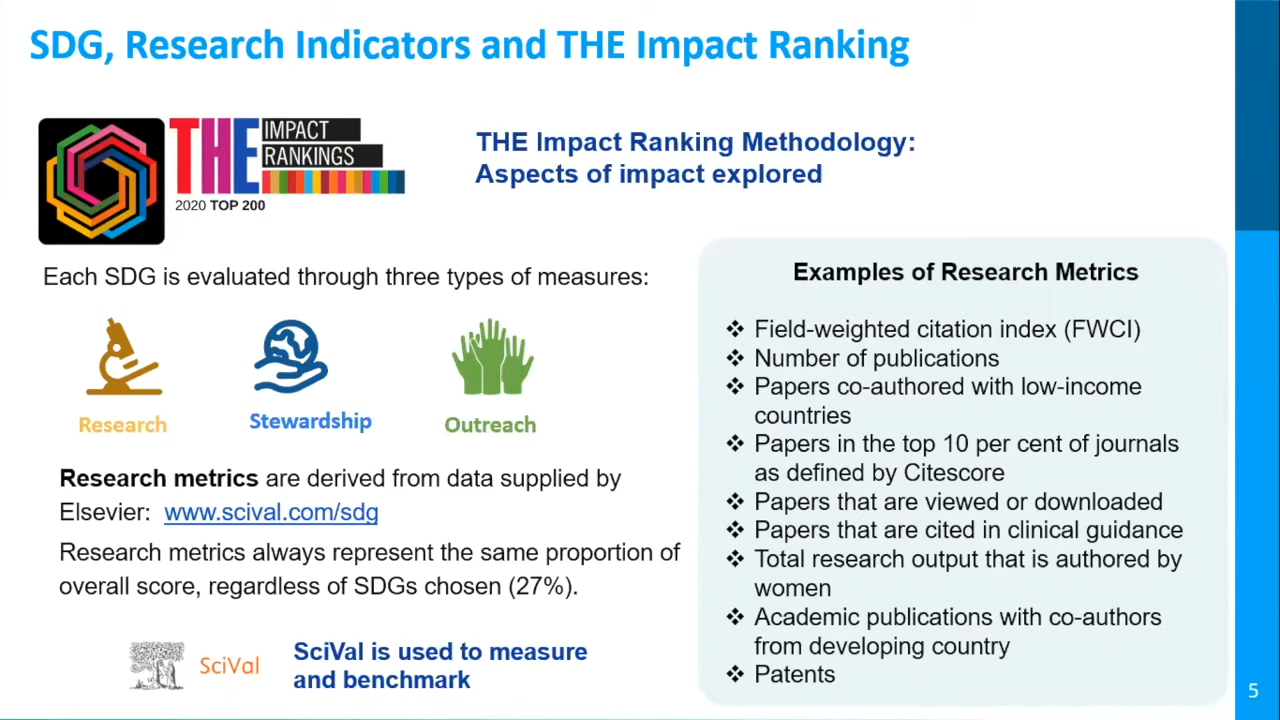 SDG, Research Indicators and THE Impact Ranking
THE
IMPACT
RANKINGS
2020 TOP 200
THE Impact Ranking Methodology:
Aspects of impact explored
Each SDG is evaluated through three types of measures:
Research
Stewardship
Outreach
Research metrics are derived from data supplied by
Elsevier: www.scival.com/sdg
Research metrics always represent the same proportion of
overall score, regardless of SDGs chosen (27%).
SciVal
SciVal is used to measure
and benchmark
Examples of Research Metrics
❖ Field-weighted citation index (FWCI)
❖ Number of publications
❖ Papers co-authored with low-income
countries
❖ Papers in the top 10 per cent of journals
as defined by Citescore
❖ Papers that are viewed or downloaded
❖ Papers that are cited in clinical guidance
❖ Total research output that is authored by
women
❖ Academic publications with co-authors
from developing country
❖ Patents
5